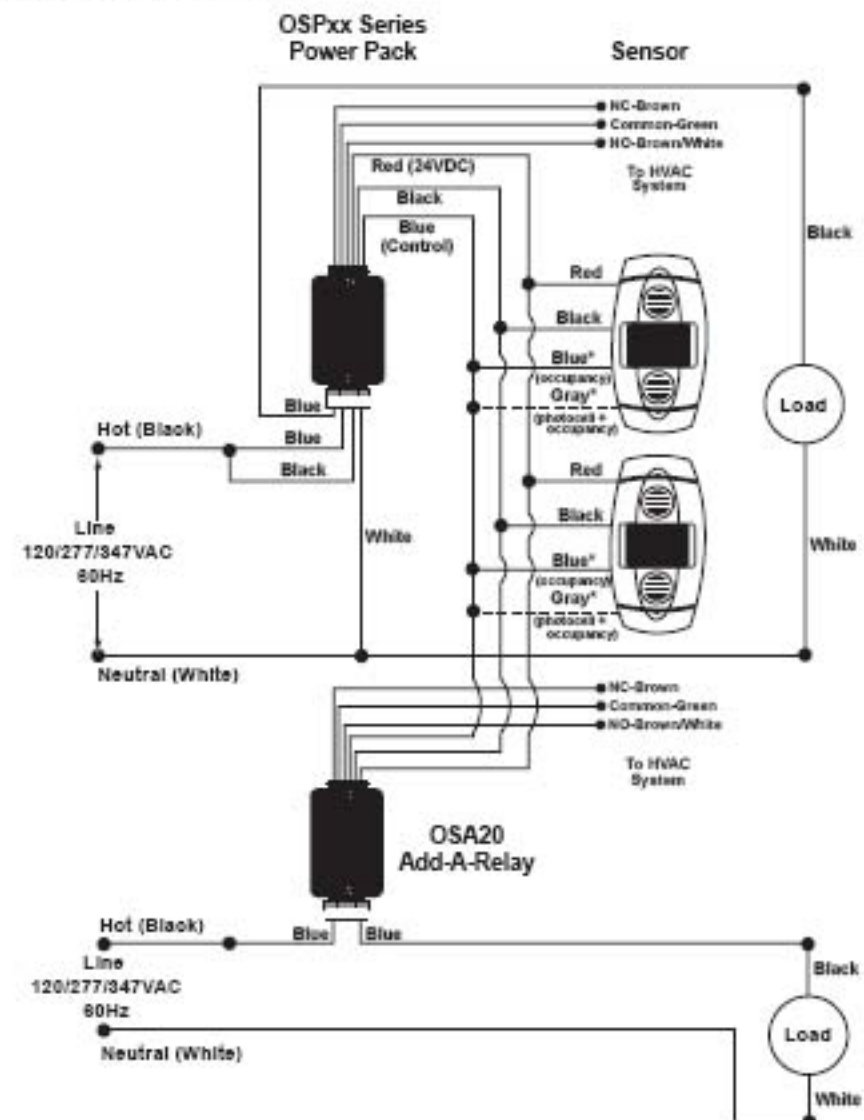 OSPxx Series
Power Pack
Sensor
NC-Brown
Common-Green
NO-Brown/White
To HVAC
System
Red (24VDC)
Black
Blue
(Control)
Black
Red
Black
Blue*
(occupancy)
Gray*
(photocell +
occupancy)
Load
Blue
Hot (Black)
Blue
Black
Red
Black
Line
120/277/347VAC
60Hz
White
White
Blue*
(occupancy)
Gray*
(photocell +
occupancy)
Neutral (White)
NC-Brown
Common-Green
NO-Brown/White
To HVAC
System
OSA20
Add-A-Relay
Hot (Black)
Blue
Blue
Line
120/277/347VAC
60Hz
Black
Load
Neutral (White)
White